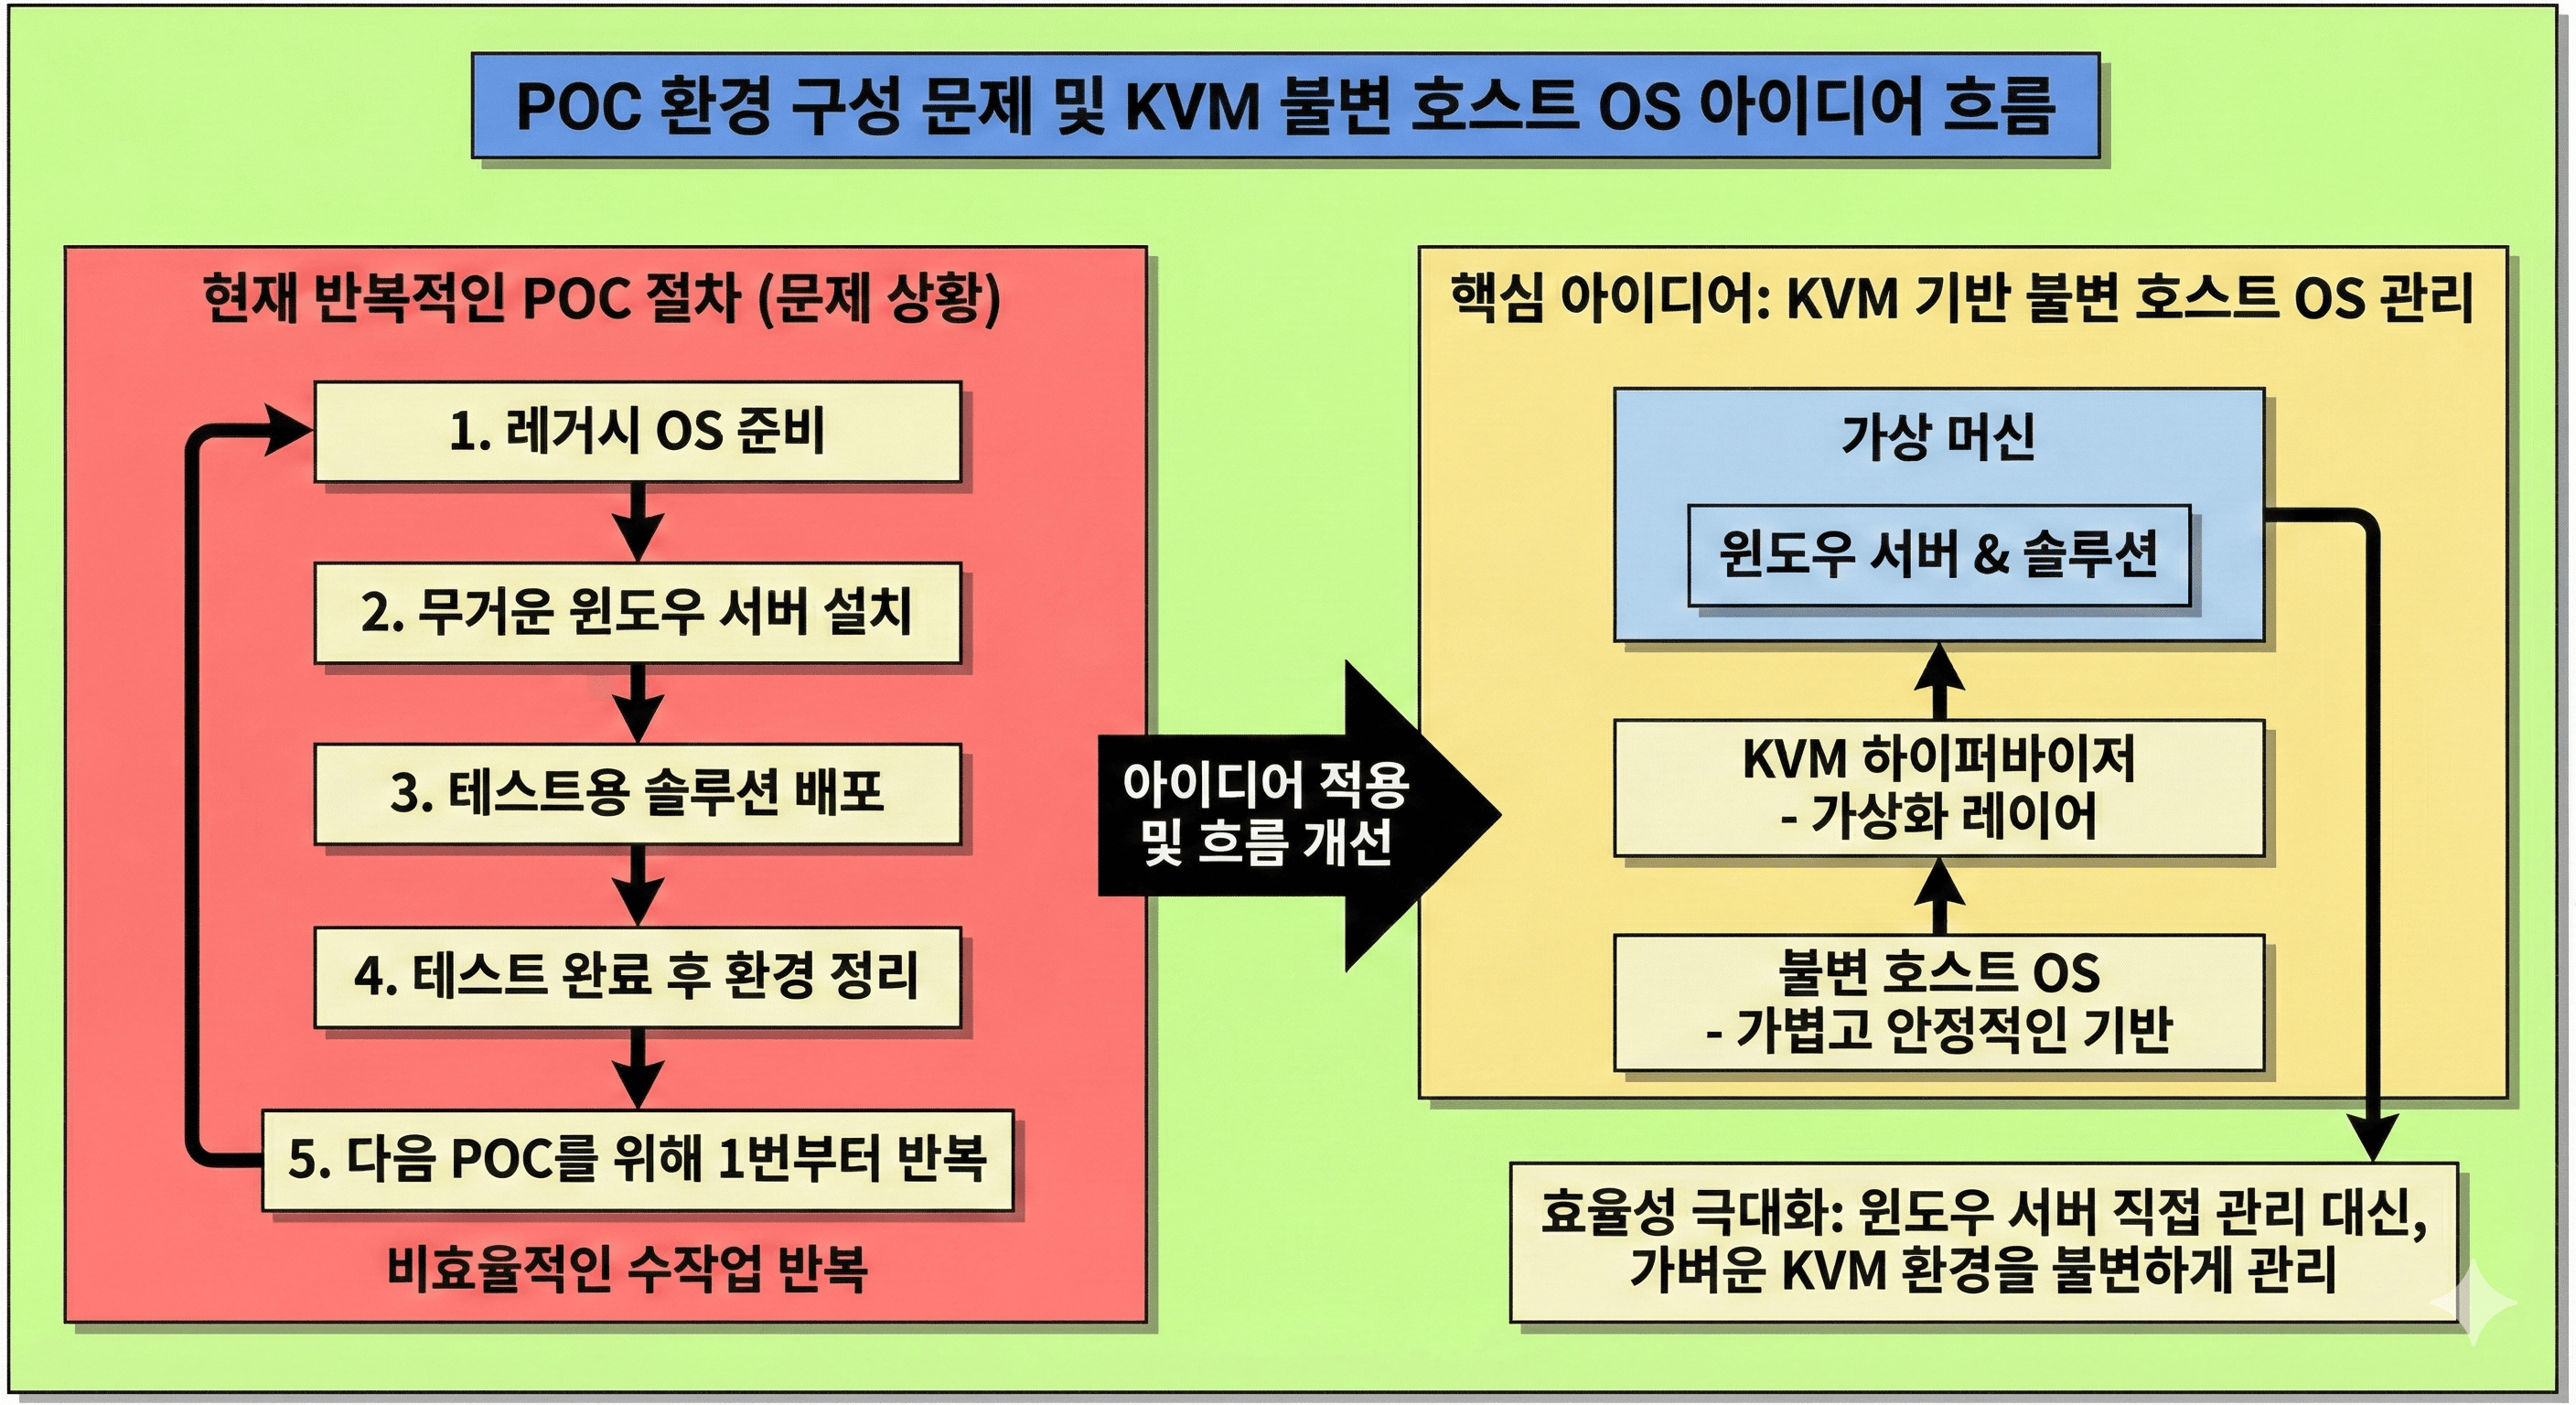 POC 환경 구성 문제 및 KVM 불변 호스트 OS 아이디어 흐름
현재 반복적인 POC 절차 (문제 상황)
1. 레거시 OS 준비
2. 무거운 윈도우 서버 설치
3. 테스트용 솔루션 배포
4. 테스트 완료 후 환경 정리
5. 다음 POC를 위해 1번부터 반복
비효율적인 수작업 반복
아이디어 적용
및 흐름 개선
핵심 아이디어: KVM 기반 불변 호스트 OS 관리
가상 머신
윈도우 서버 & 솔루션
KVM 하이퍼바이저
- 가상화 레이어
불변 호스트 OS
- 가볍고 안정적인 기반
효율성 극대화: 윈도우 서버 직접 관리 대신,
가벼운 KVM 환경을 불변하게 관리